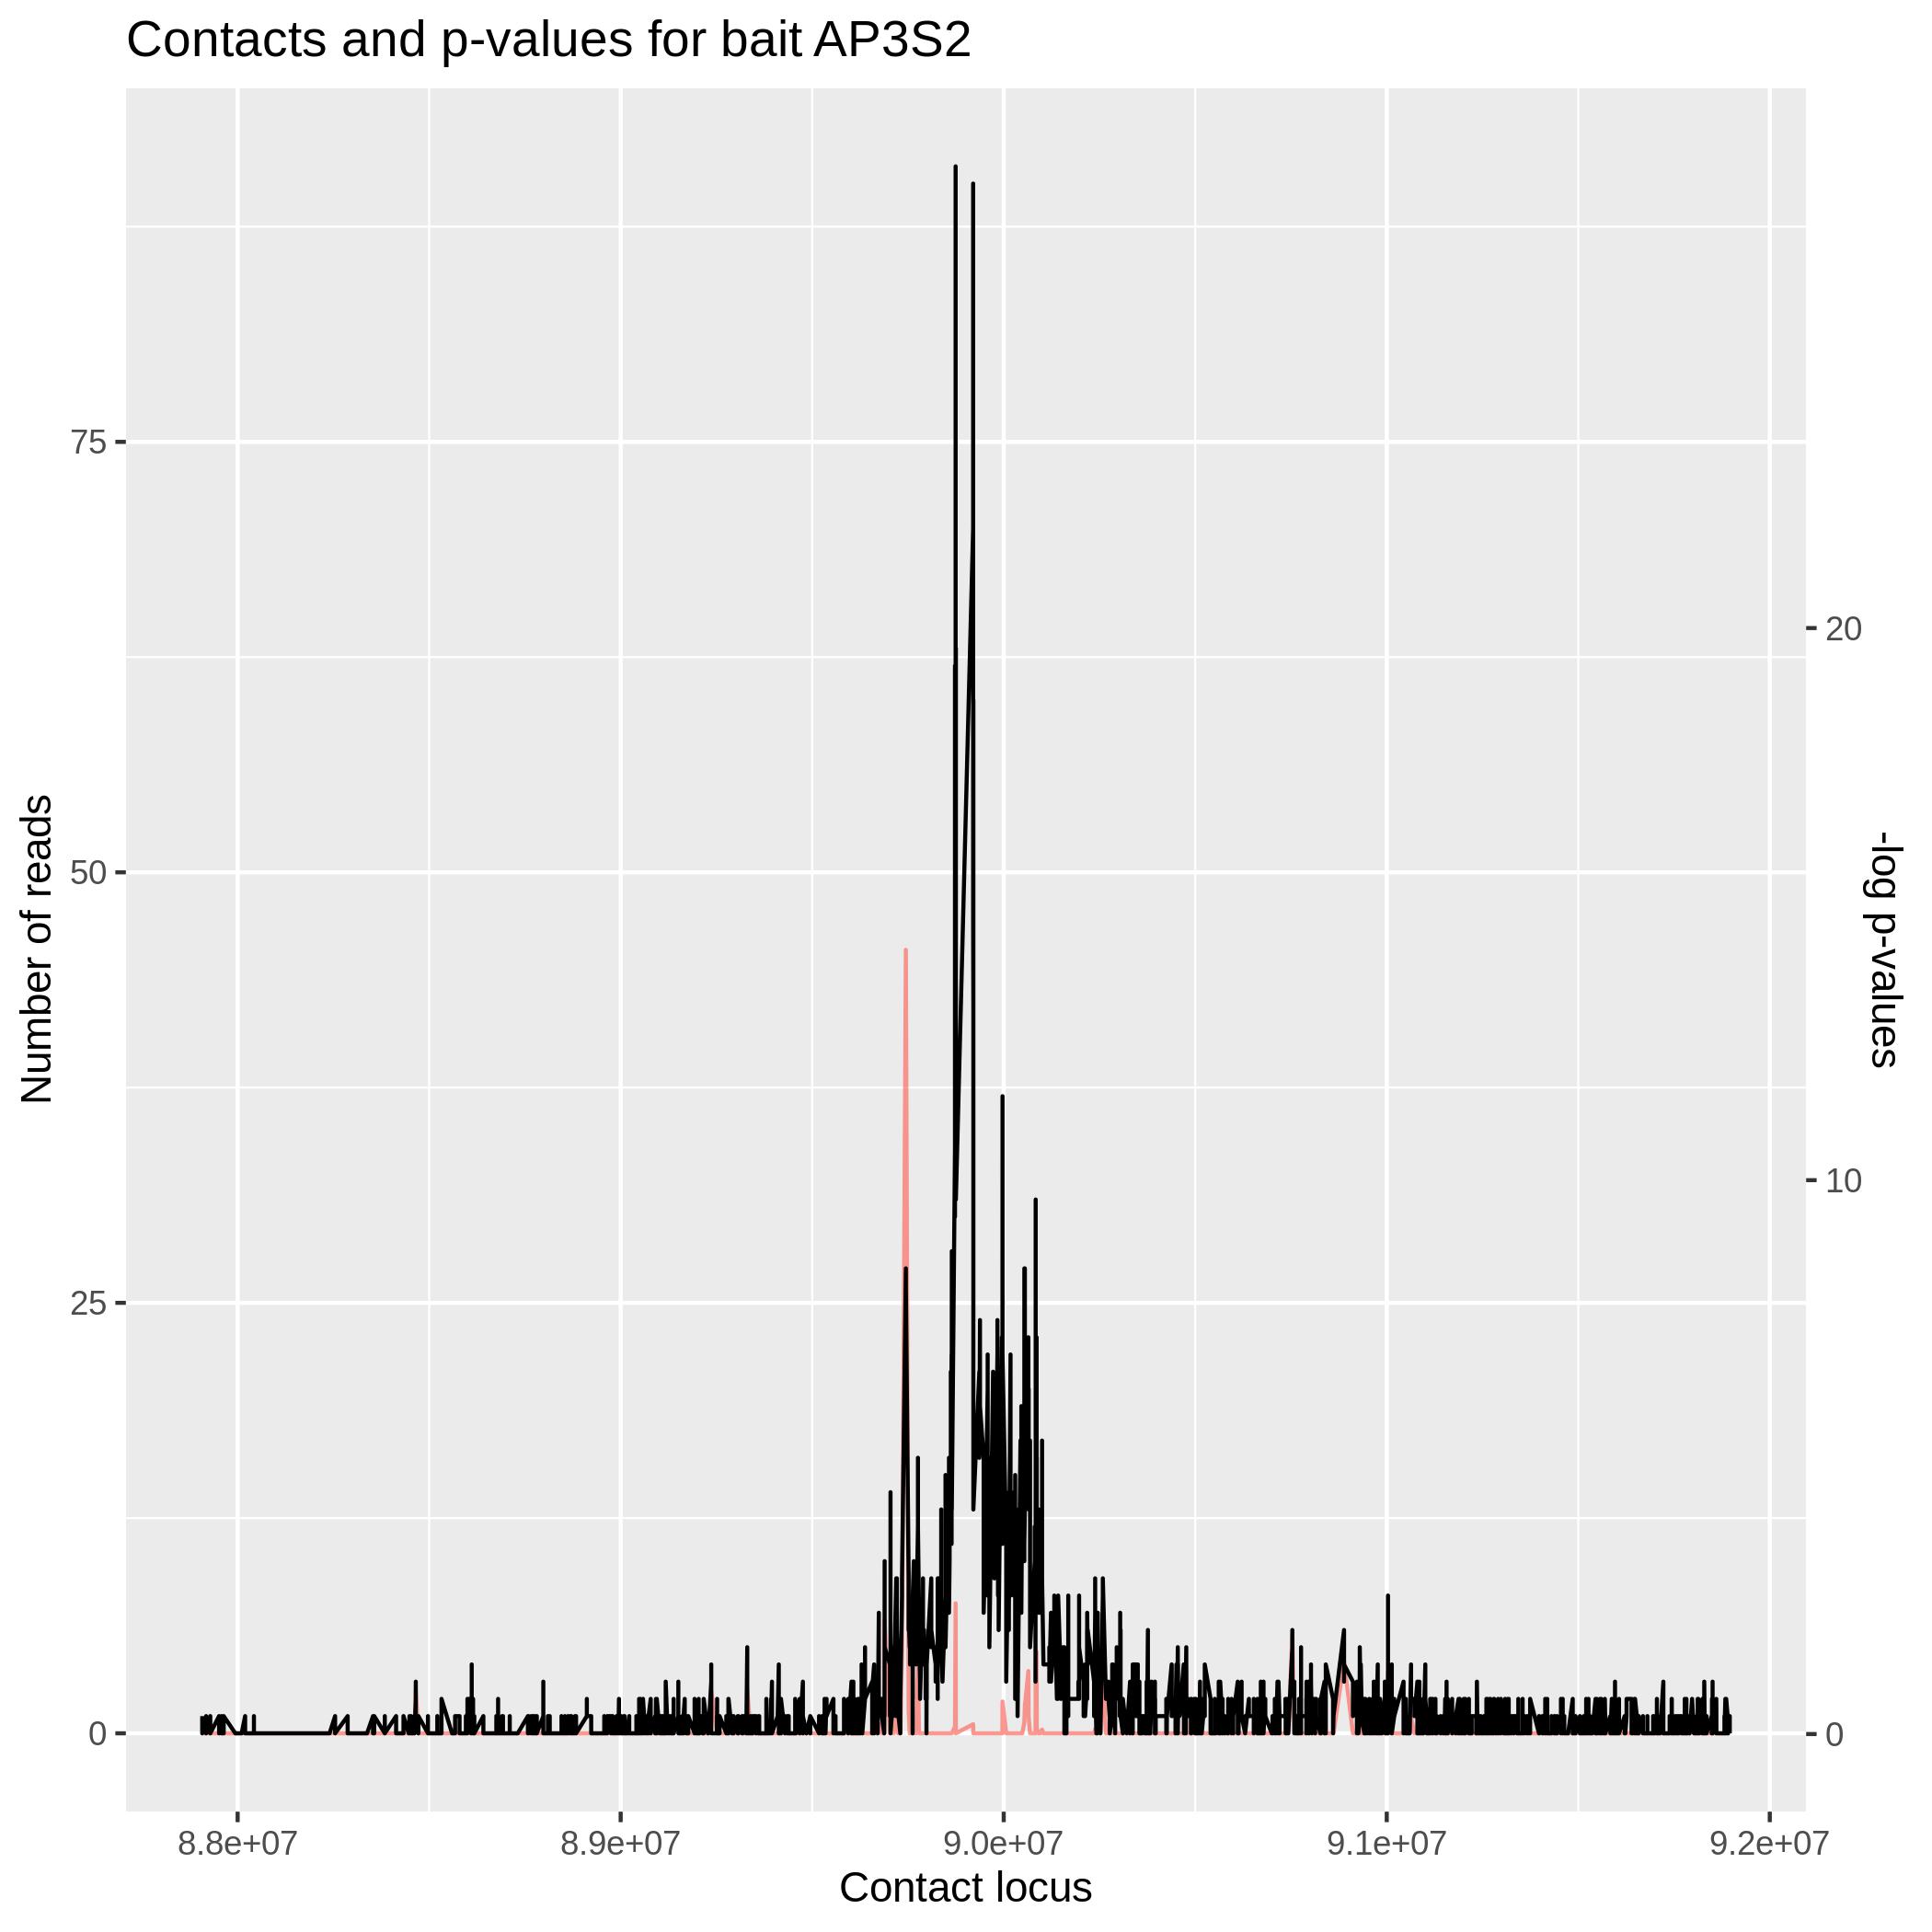 Contacts and p-values for bait AP3S2
Number of reads
75
50
25
0
20
10
0
-log p-values
8.8e+07
8.9e+07
9.0e+07
9.1e+07
9.2e+07
Contact locus